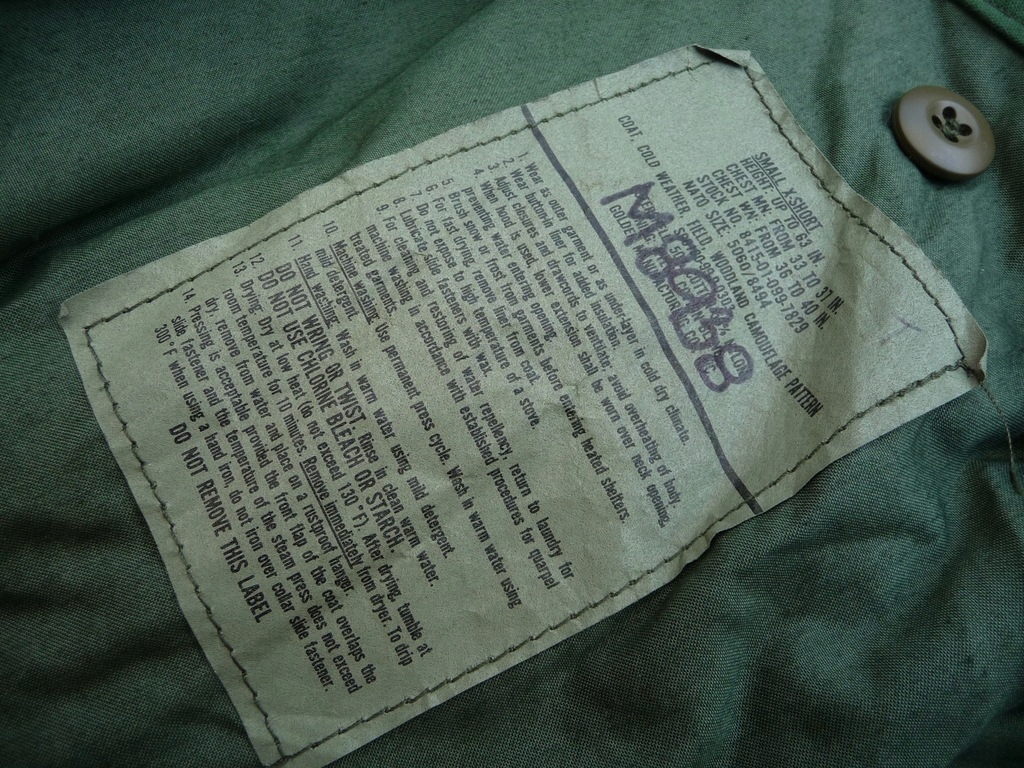 SMALL X-SHORT
HEIGHT UP TO 63 IN
CHEST MN. FROM 33 TO 37 IN.
CHEST WN. FROM 36 TO 40 IN.
STOCK NO. 8415-01-099-7829
NATO SIZE 5060/8494
COAT, COLD WEATHER, FIELD, WOODLAND CAMOUFLAGE PATTERN
1. Wear as outer garment or as under-layer in cold dry climate.
2. Wear button-in liner for added insulation.
3. Adjust closures and drawcords to ventilate; avoid overheating of body.
4. When hood is used, lower extension shall be worn over neck opening,
preventing water entering opening.
5. Brush snow or frost from garments before entering heated shelters.
6. For fast drying, remove liner from coat.
7. Do not expose to high temperature of a stove.
8. Lubricate slide fasteners with wax.
9. For cleaning and restoring of water repellency, return to laundry for
machine washing in accordance with established procedures for quarpel
treated garments.
10. Machine washing: Use permanent press cycle. Wash in warm water using
mild detergent.
11. Hand washing: Wash in warm water using mild detergent.
DO NOT WRING OR TWIST. Rinse in clean warm water.
12. DO NOT USE CHLORINE BLEACH OR STARCH
13. Drying: Dry at low heat (do not exceed 130°F). After drying, tumble at
room temperature for 10 minutes. Remove immediately from dryer. To drip
dry, remove from water and place on a rustproof hanger.
14. Pressing is acceptable provided the front flap of the coat overlaps the
slide fastener and the temperature of the steam press does not exceed
300°F when using a hand iron, do not iron over collar slide fastener.
DO NOT REMOVE THIS LABEL